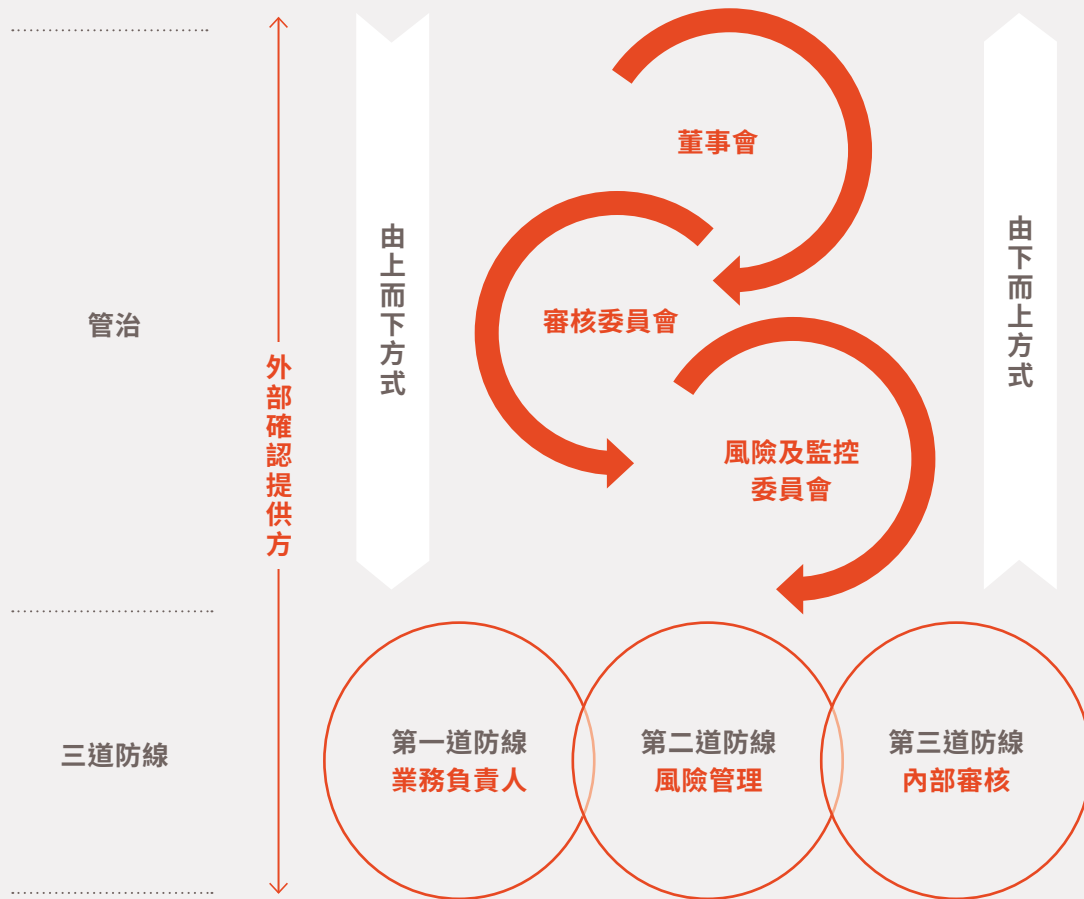 管治
外部確認提供方
由上而下方式
董事會
審核委員會
風險及監控
委員會
由下而上方式
三道防線
第一道防線
業務負責人
第二道防線
風險管理
第三道防線
內部審核